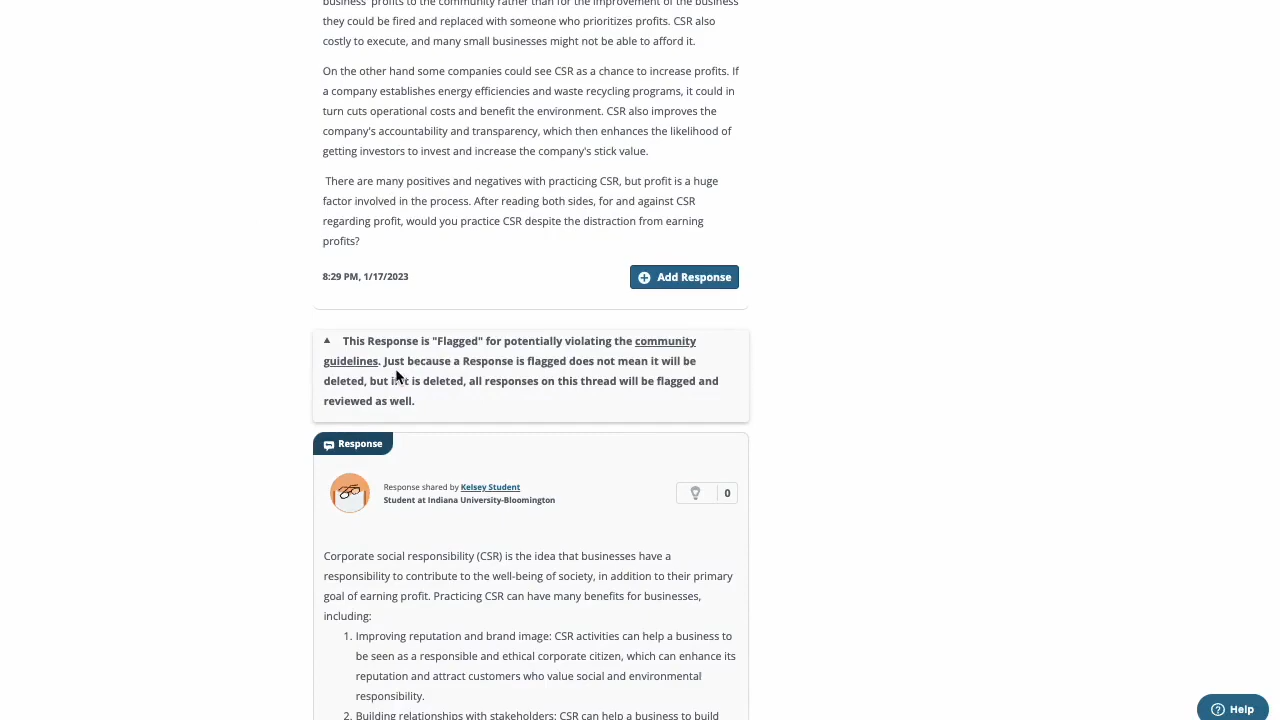 business' profits to the community rather than for the improvement of the business
they could be fired and replaced with someone who prioritizes profits. CSR also
costly to execute, and many small businesses might not be able to afford it.
On the other hand some companies could see CSR as a chance to increase profits. If
a company establishes energy efficiencies and waste recycling programs, it could in
turn cuts operational costs and benefit the environment. CSR also improves the
company's accountability and transparency, which then enhances the likelihood of
getting investors to invest and increase the company's stick value.
There are many positives and negatives with practicing CSR, but profit is a huge
factor involved in the process. After reading both sides, for and against CSR
regarding profit, would you practice CSR despite the distraction from earning
profits?
8:29 PM, 1/17/2023
Add Response
This Response is "Flagged" for potentially violating the community
guidelines. Just because a Response is flagged does not mean it will be
deleted, but if it is deleted, all responses on this thread will be flagged and
reviewed as well.
Response
Response shared by Kelsey Student
Student at Indiana University-Bloomington
0
Corporate social responsibility (CSR) is the idea that businesses have a
responsibility to contribute to the well-being of society, in addition to their primary
goal of earning profit. Practicing CSR can have many benefits for businesses,
including:
1. Improving reputation and brand image: CSR activities can help a business to
be seen as a responsible and ethical corporate citizen, which can enhance its
reputation and attract customers who value social and environmental
responsibility.
2. Building relationships with stakeholders: CSR can help a business to build
Help